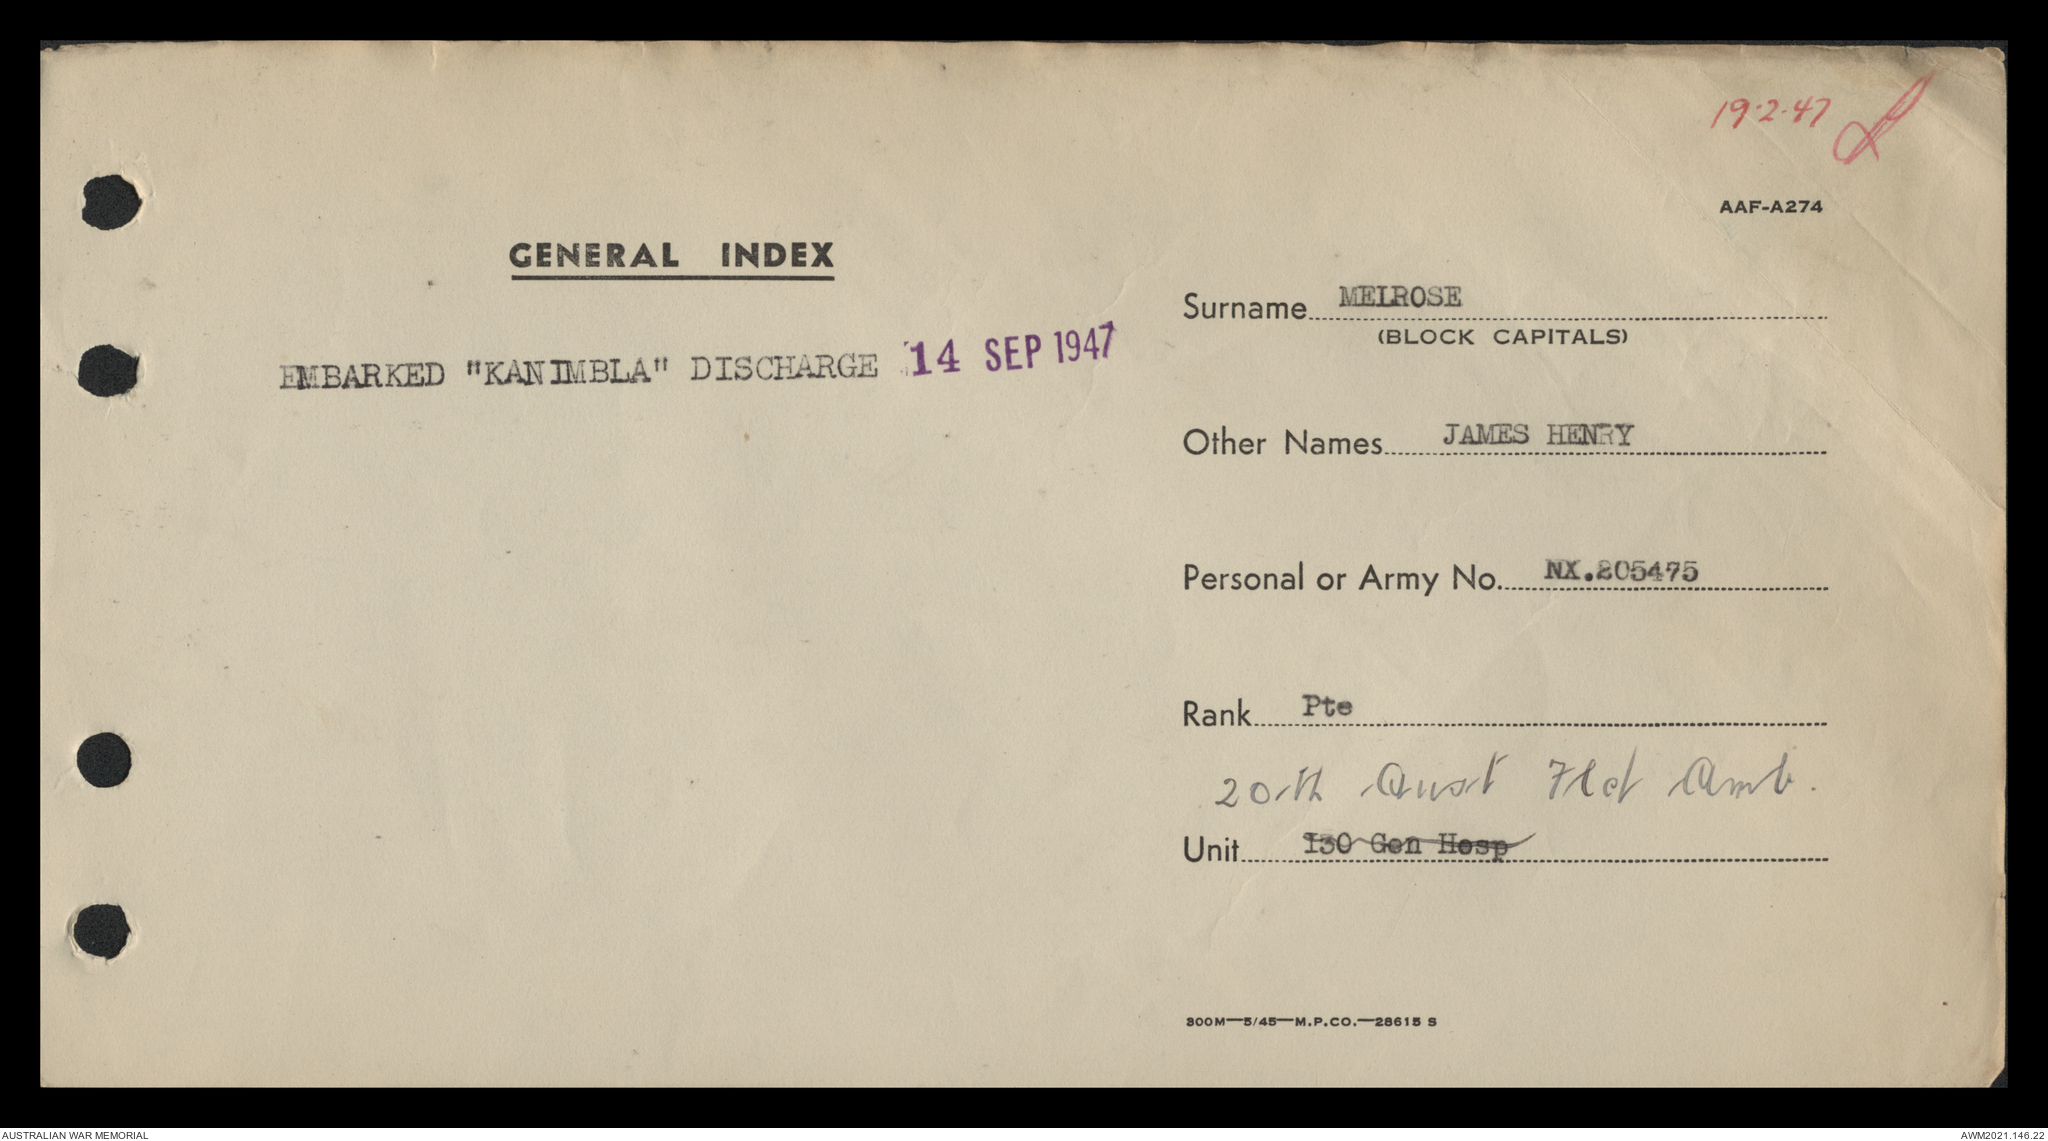 19·2·47
AAF-A274
GENERAL INDEX
EMBARKED "KANIMBLA" DISCHARGE 14 SEP 1947
Surname MELROSE
(BLOCK CAPITALS)
Other Names JAMES HENRY
Personal or Army No. NX.205475
Rank Pte
20th Aust Fld Amb.
Unit 130 Gen Hosp
300M—5/45—M.P.CO.—28615 S
AUSTRALIAN WAR MEMORIAL
AWM2021.146.22